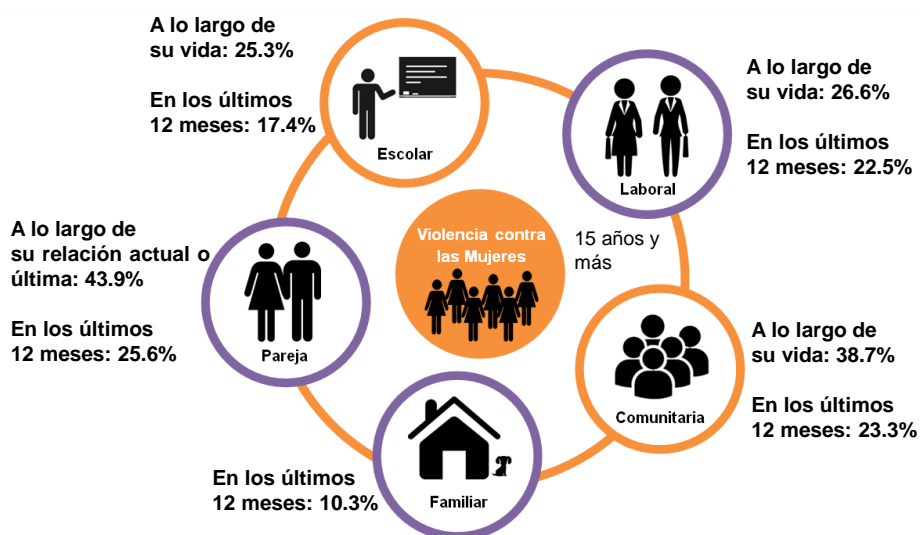 A lo largo de
su vida: 25.3%
En los últimos
12 meses: 17.4%
Escolar
A lo largo de
su vida: 26.6%
En los últimos
12 meses: 22.5%
Laboral
Violencia contra
las Mujeres
15 años y
más
A lo largo de
su relación actual o
última: 43.9%
En los últimos
12 meses: 25.6%
Pareja
A lo largo de
su vida: 38.7%
En los últimos
12 meses: 23.3%
Comunitaria
En los últimos
12 meses: 10.3%
Familiar